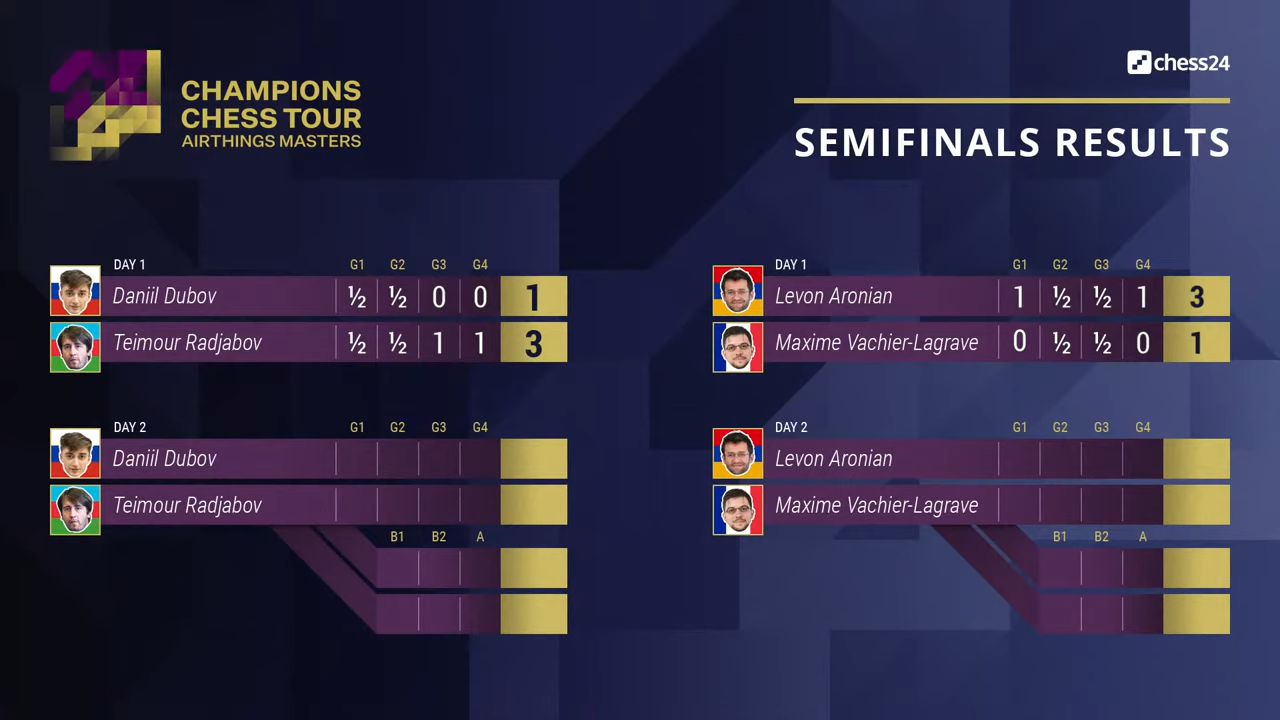 CHAMPIONS
CHESS TOUR
AIRTHINGS MASTERS
chess24
SEMIFINALS RESULTS
DAY 1 G1 G2 G3 G4
Daniil Dubov ½ ½ 0 0 1
Teimour Radjabov ½ ½ 1 1 3
DAY 2 G1 G2 G3 G4
Daniil Dubov
Teimour Radjabov
B1 B2 A
DAY 1 G1 G2 G3 G4
Levon Aronian 1 ½ ½ 1 3
Maxime Vachier-Lagrave 0 ½ ½ 0 1
DAY 2 G1 G2 G3 G4
Levon Aronian
Maxime Vachier-Lagrave
B1 B2 A